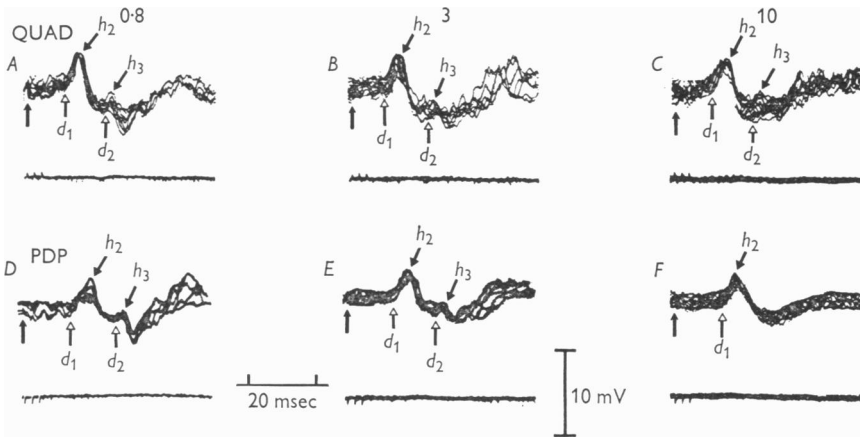 0·8 3 10
QUAD
A h2 h3 d1 d2
B h2 h3 d1 d2
C h2 h3 d1 d2
PDP
D h2 h3 d1 d2
E h2 h3 d1 d2
F h2 d1
20 msec
10 mV